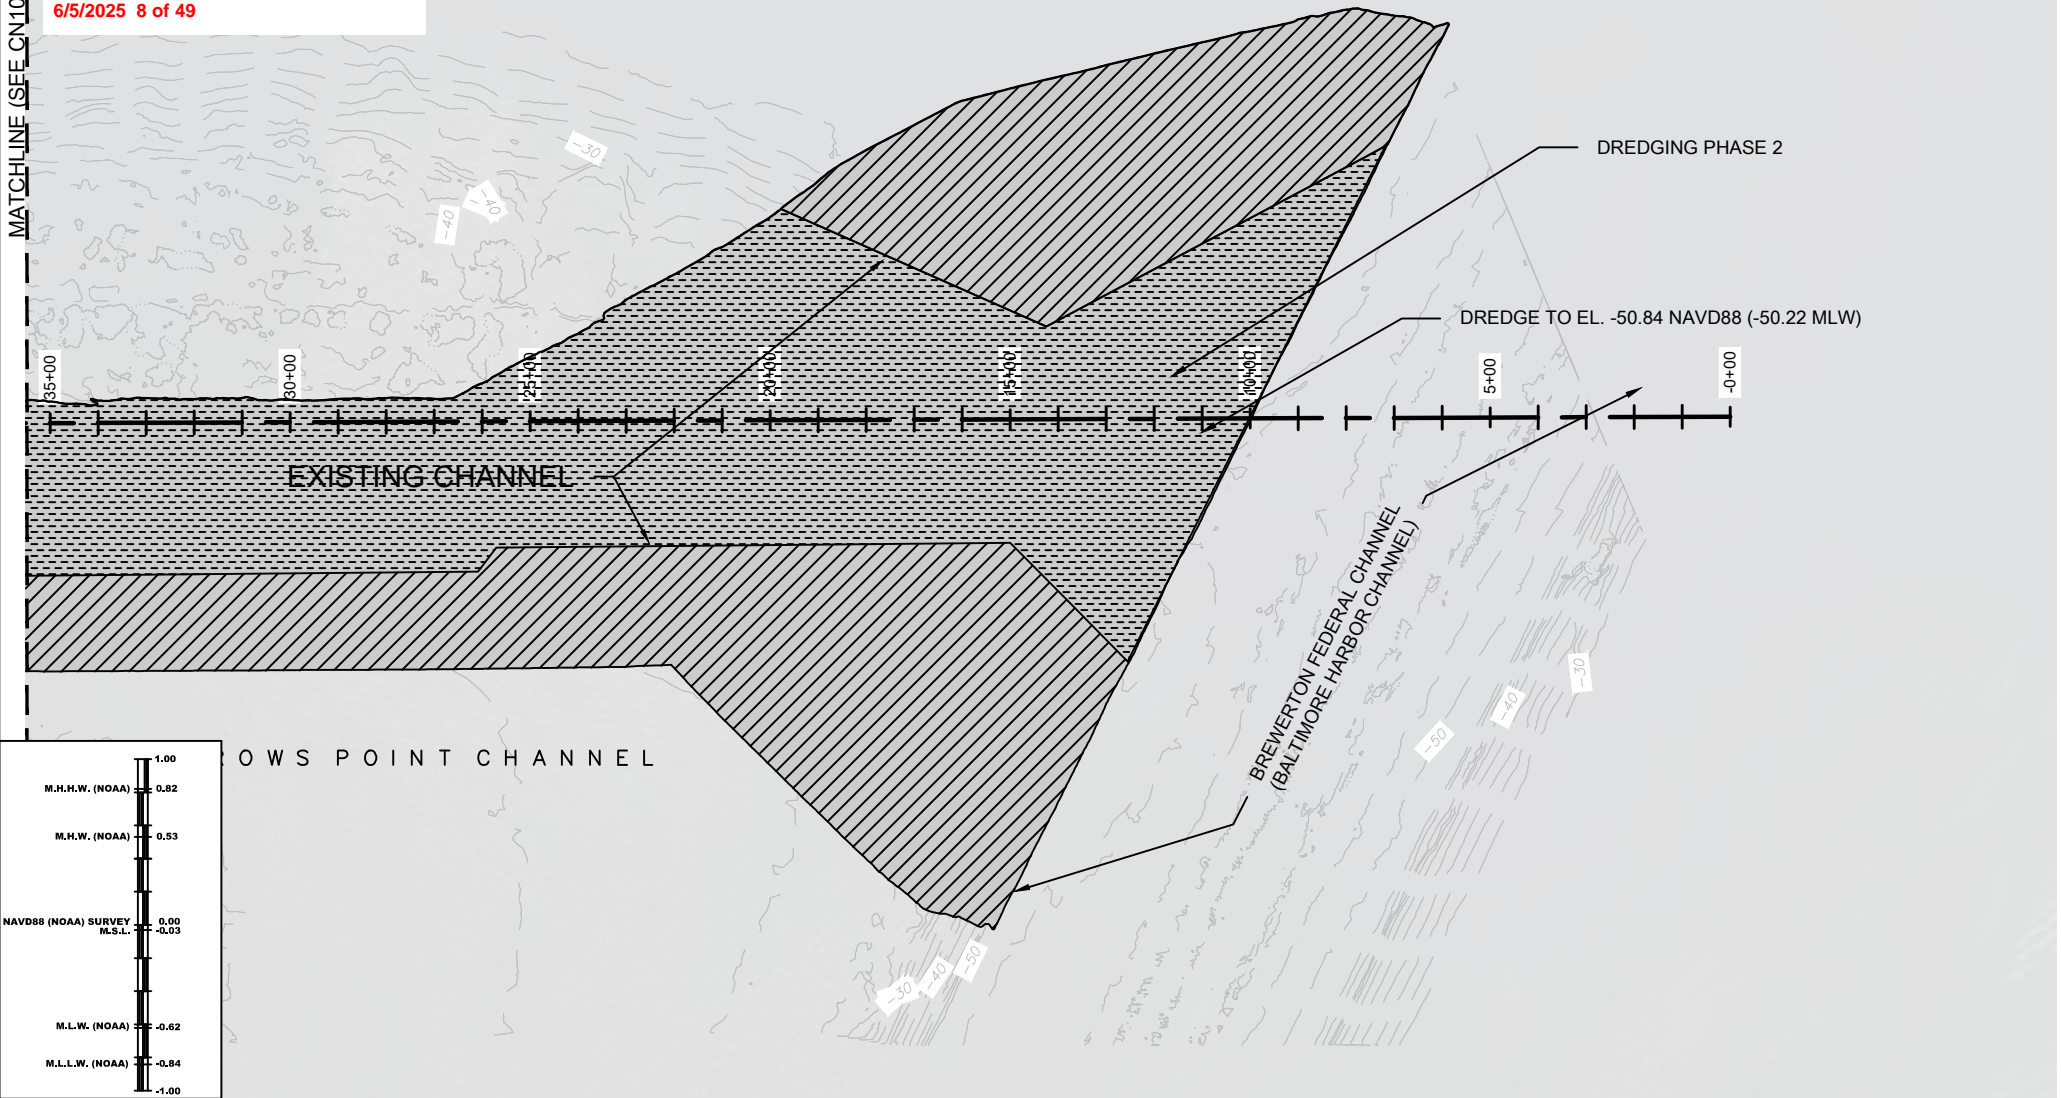 6/5/2025 8 of 49
MATCHLINE (SEE CN10
-30
-40
-40
DREDGING PHASE 2
DREDGE TO EL. -50.84 NAVD88 (-50.22 MLW)
35+00
30+00
25+00
20+00
15+00
10+00
5+00
-0+00
EXISTING CHANNEL
BREWERTON FEDERAL CHANNEL
(BALTIMORE HARBOR CHANNEL)
-30
-40
-50
OWS POINT CHANNEL
-50
-40
-30
1.00
M.H.H.W. (NOAA) 0.82
M.H.W. (NOAA) 0.53
NAVD88 (NOAA) SURVEY 0.00
M.S.L. -0.03
M.L.W. (NOAA) -0.62
M.L.L.W. (NOAA) -0.84
-1.00